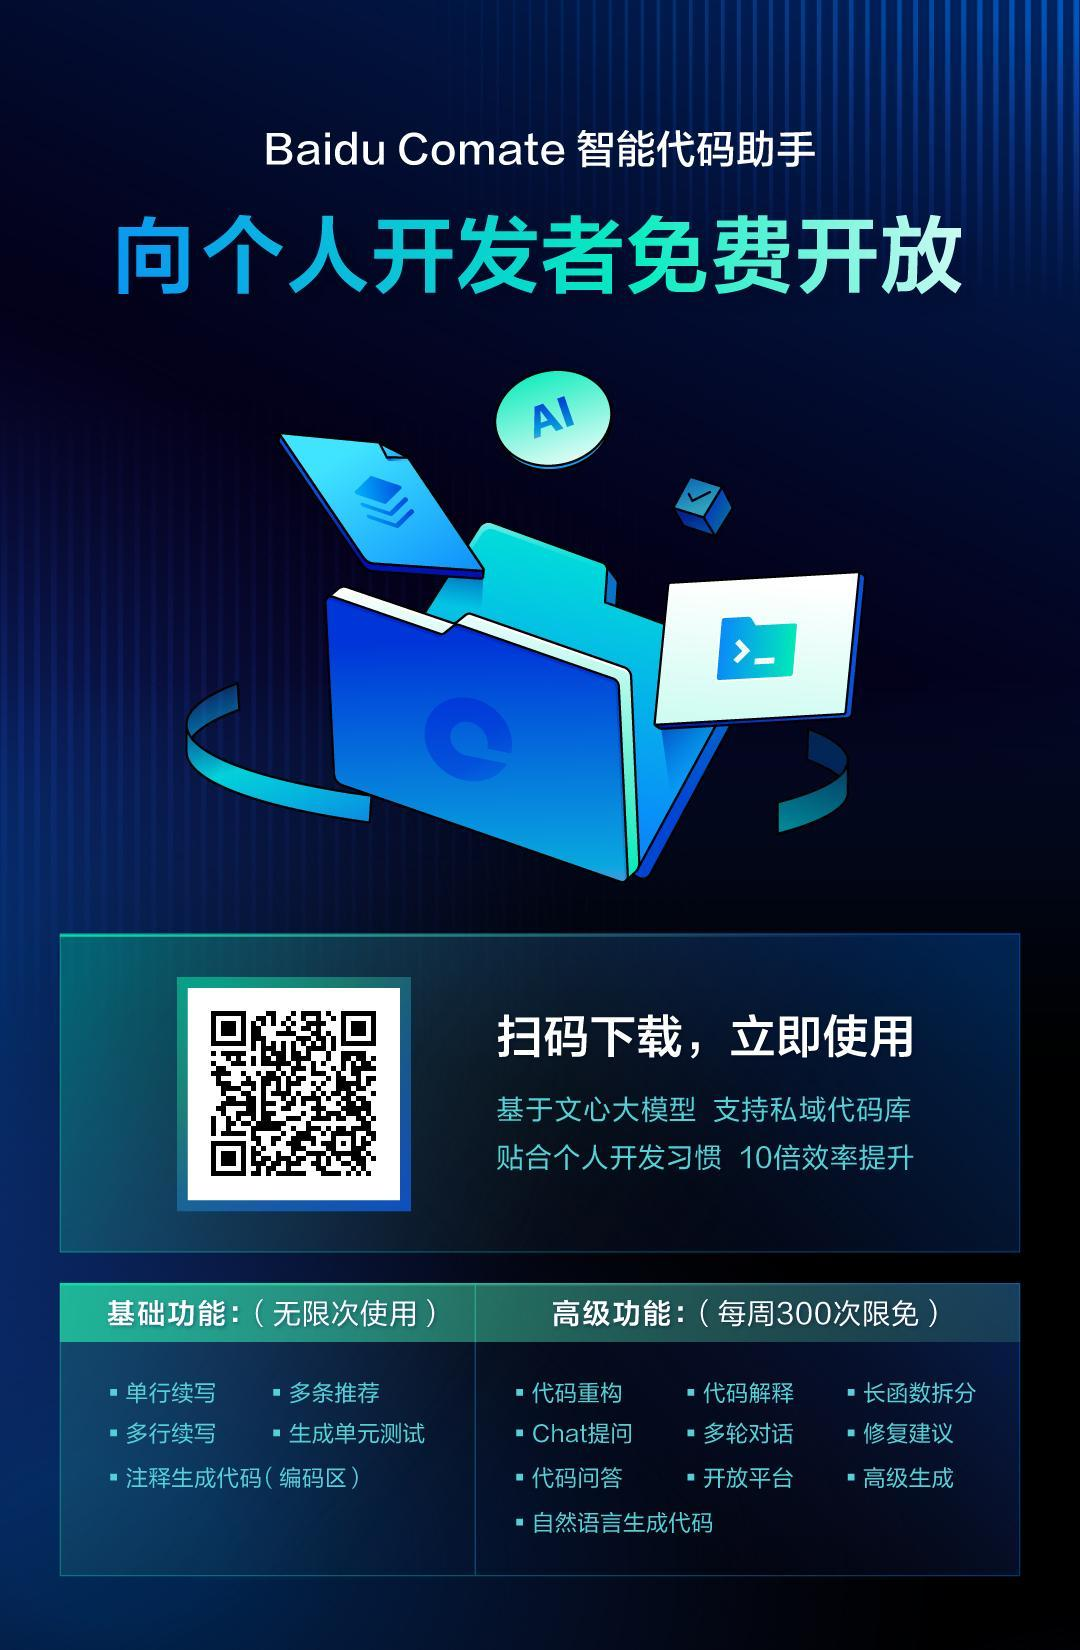 Baidu Comate 智能代码助手
向个人开发者免费开放
AI
扫码下载，立即使用
基于文心大模型 支持私域代码库
贴合个人开发习惯 10倍效率提升
基础功能：（无限次使用）
单行续写 多条推荐
多行续写 生成单元测试
注释生成代码（编码区）
高级功能：（每周300次限免）
代码重构 代码解释 长函数拆分
Chat提问 多轮对话 修复建议
代码问答 开放平台 高级生成
自然语言生成代码